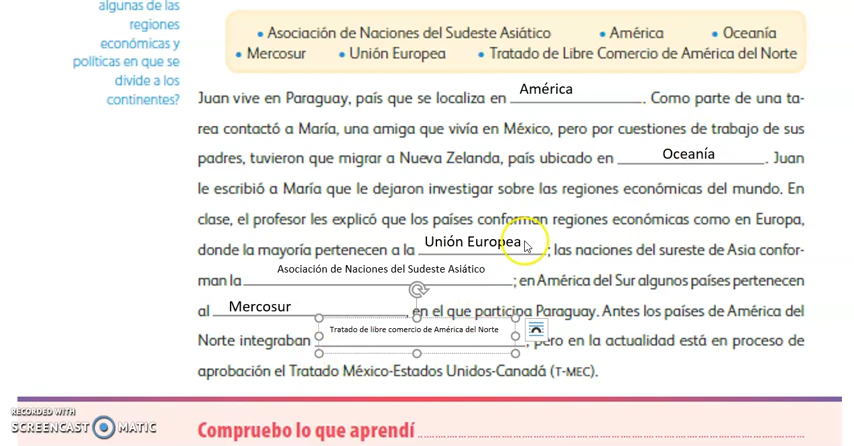 algunas de las
regiones
económicas y
políticas en que se
divide a los
continentes?
• Asociación de Naciones del Sudeste Asiático • América • Oceanía
• Mercosur • Unión Europea • Tratado de Libre Comercio de América del Norte
Juan vive en Paraguay, país que se localiza en América. Como parte de una ta-
rea contactó a María, una amiga que vivía en México, pero por cuestiones de trabajo de sus
padres, tuvieron que migrar a Nueva Zelanda, país ubicado en Oceanía. Juan
le escribió a María que le dejaron investigar sobre las regiones económicas del mundo. En
clase, el profesor les explicó que los países conforman regiones económicas como en Europa,
donde la mayoría pertenecen a la Unión Europea; las naciones del sureste de Asia confor-
man la Asociación de Naciones del Sudeste Asiático; en América del Sur algunos países pertenecen
al Mercosur, en el que participa Paraguay. Antes los países de América del
Norte integraban Tratado de libre comercio de América del Norte, pero en la actualidad está en proceso de
aprobación el Tratado México-Estados Unidos-Canadá (T-MEC).
RECORDED WITH
SCREENCAST MATIC
Compruebo lo que aprendí